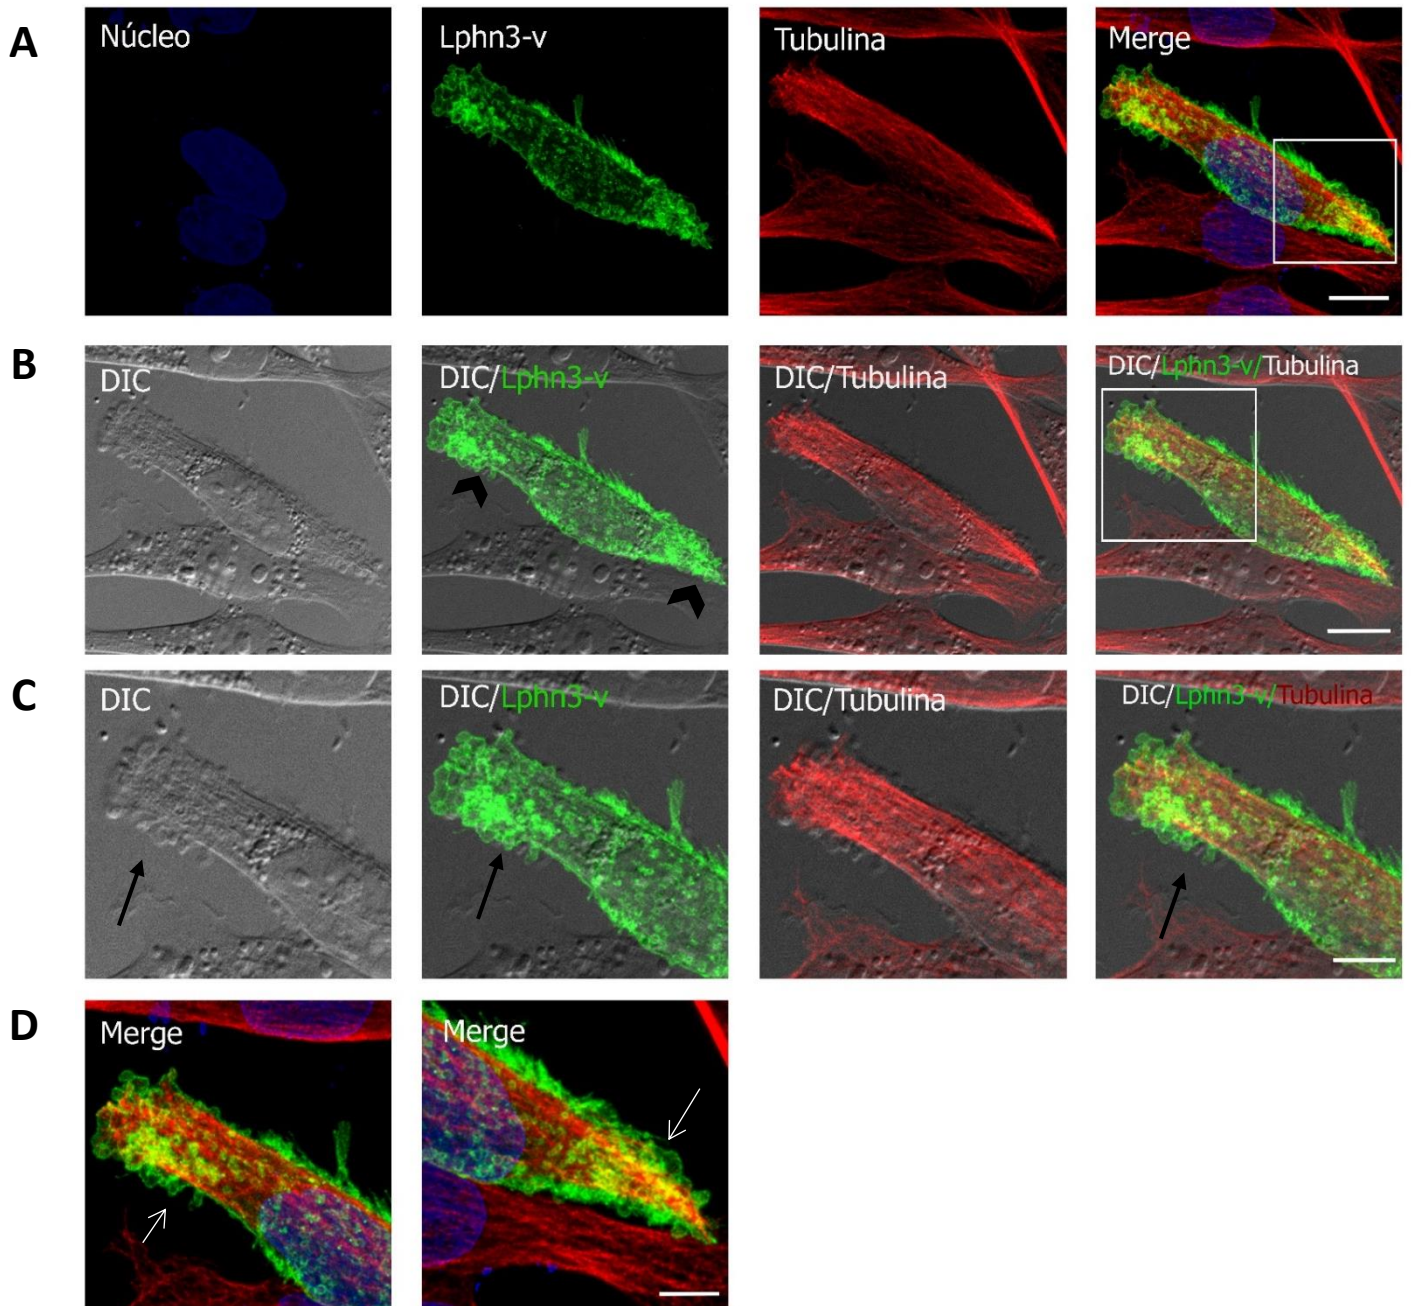 A
Núcleo
Lphn3-v
Tubulina
Merge
B
DIC
DIC/Lphn3-v
DIC/Tubulina
DIC/Lphn3-v/Tubulina
C
DIC
DIC/Lphn3-v
DIC/Tubulina
DIC/Lphn3-v/Tubulina
D
Merge
Merge